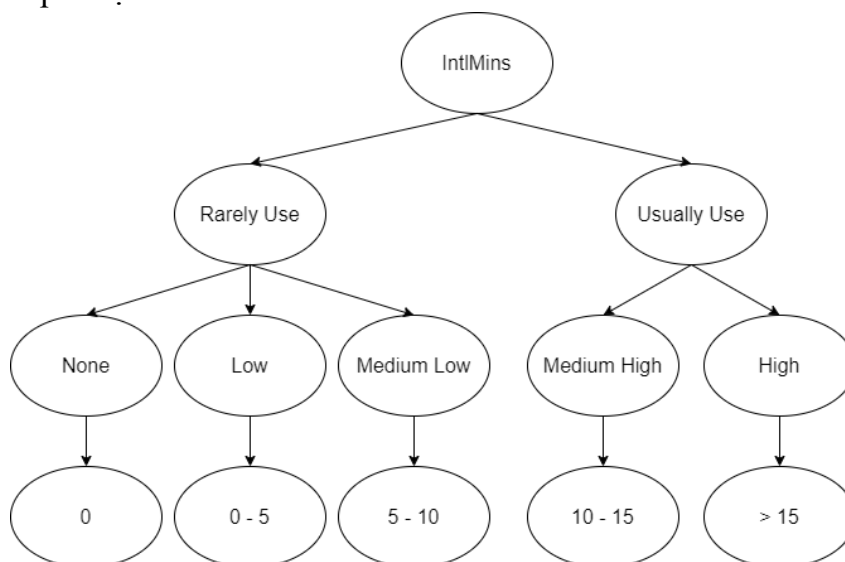 IntlMins
Rarely Use
Usually Use
None
Low
Medium Low
Medium High
High
0
0 - 5
5 - 10
10 - 15
> 15